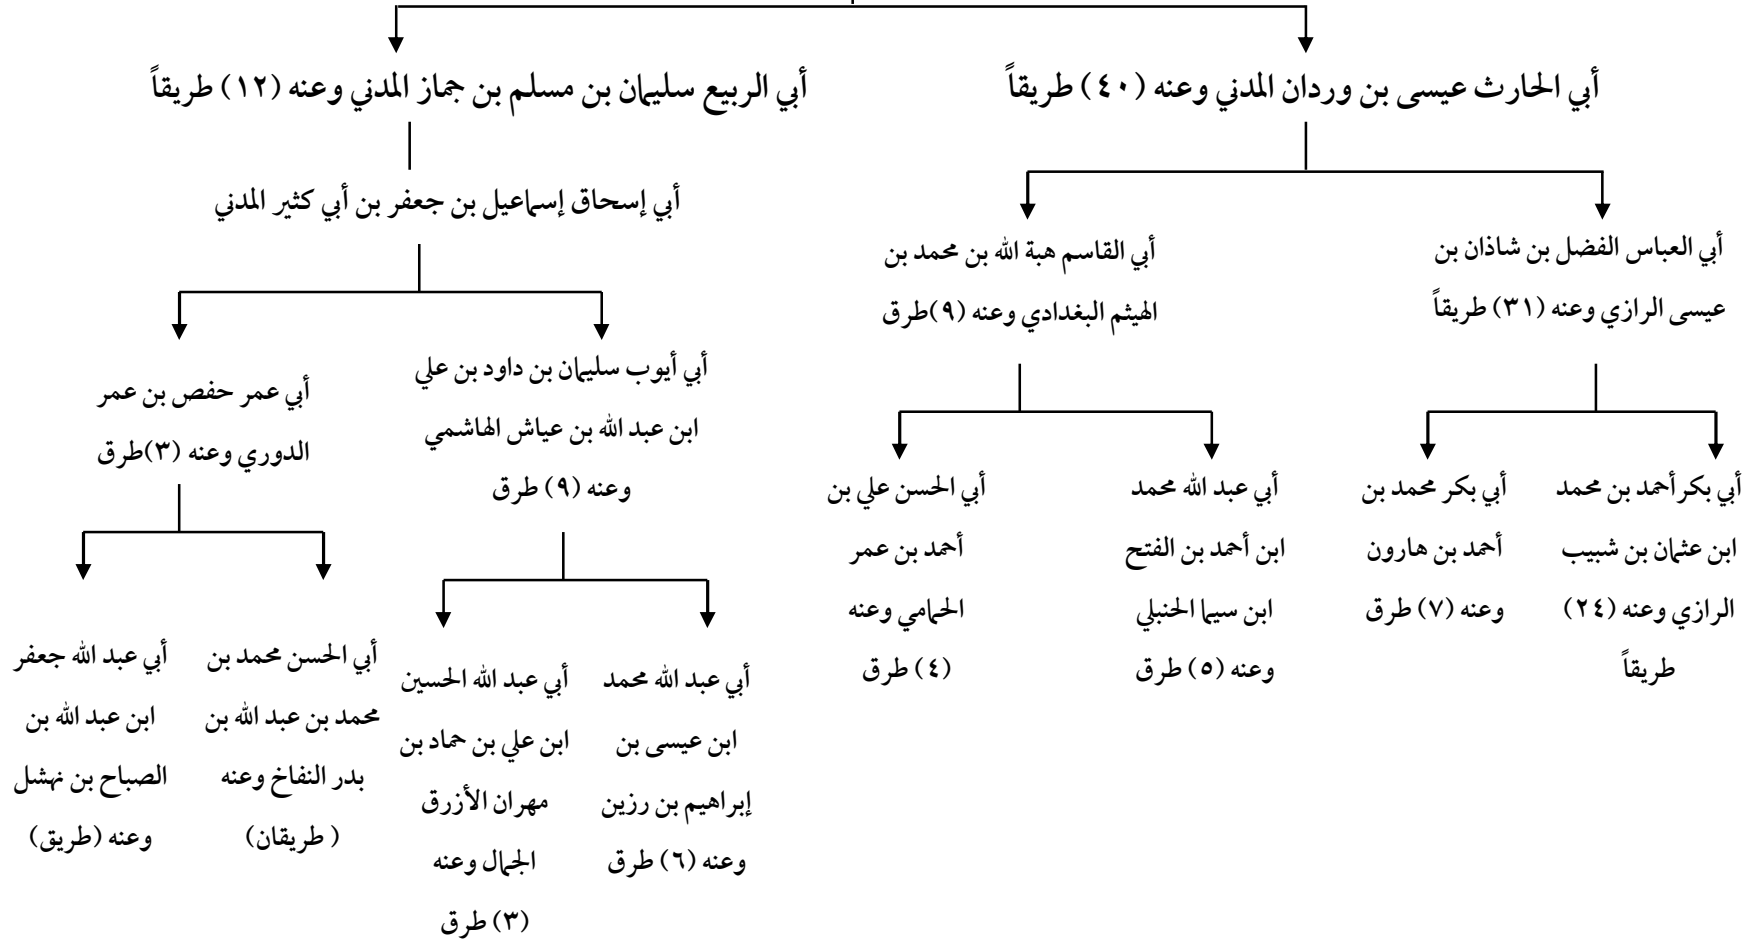 أبي الحارث عيسى بن وردان المدني وعنه (٤٠) طريقاً
أبي الربيع سليمان بن مسلم بن جماز المدني وعنه (١٢) طريقاً
أبي العباس الفضل بن شاذان بن
عيسى الرازي وعنه (٣١) طريقاً
أبي القاسم هبة الله بن محمد بن
الهيثم البغدادي وعنه (٩)طرق
أبي إسحاق إسماعيل بن جعفر بن أبي كثير المدني
أبي أيوب سليمان بن داود بن علي
ابن عبد الله بن عياش الهاشمي
وعنه (٩) طرق
أبي عمر حفص بن عمر
الدوري وعنه (٣)طرق
أبي بكر أحمد بن محمد
ابن عثمان بن شبيب
الرازي وعنه (٢٤)
طريقاً
أبي بكر محمد بن
أحمد بن هارون
وعنه (٧) طرق
أبي عبد الله محمد
ابن أحمد بن الفتح
ابن سيما الحنبلي
وعنه (٥) طرق
أبي الحسن علي بن
أحمد بن عمر
الحمامي وعنه
(٤) طرق
أبي عبد الله محمد
ابن عيسى بن
إبراهيم بن رزين
وعنه (٦) طرق
أبي عبد الله الحسين
ابن علي بن حماد بن
مهران الأزرق
الجمال وعنه
(٣) طرق
أبي الحسن محمد بن
محمد بن عبد الله بن
بدر النفاخ وعنه
( طريقان)
أبي عبد الله جعفر
ابن عبد الله بن
الصباح بن نهشل
وعنه (طريق)